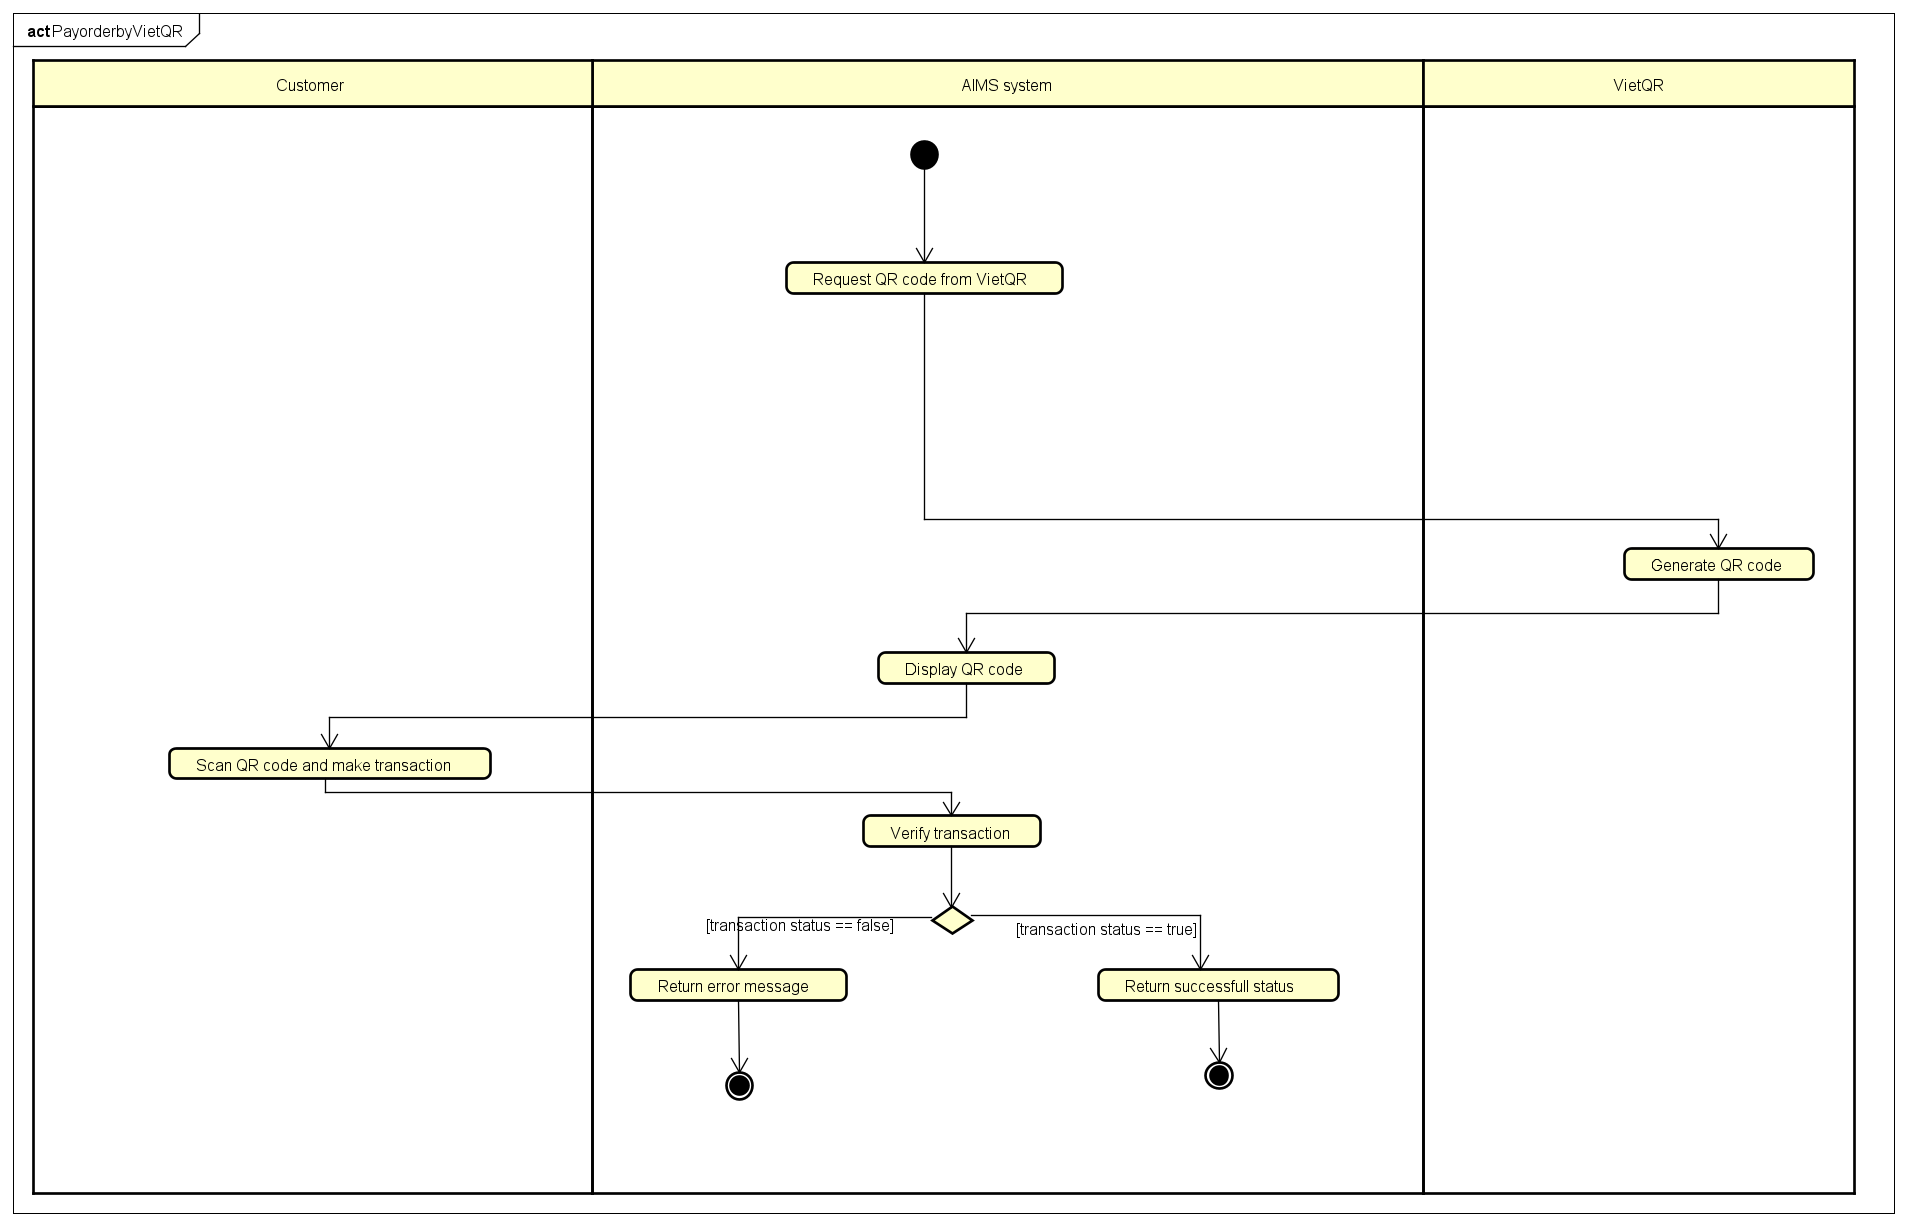 act PayorderbyVietQR
Customer
AIMS system
VietQR
Request QR code from VietQR
Generate QR code
Display QR code
Scan QR code and make transaction
Verify transaction
[transaction status == false]
[transaction status == true]
Return error message
Return successfull status